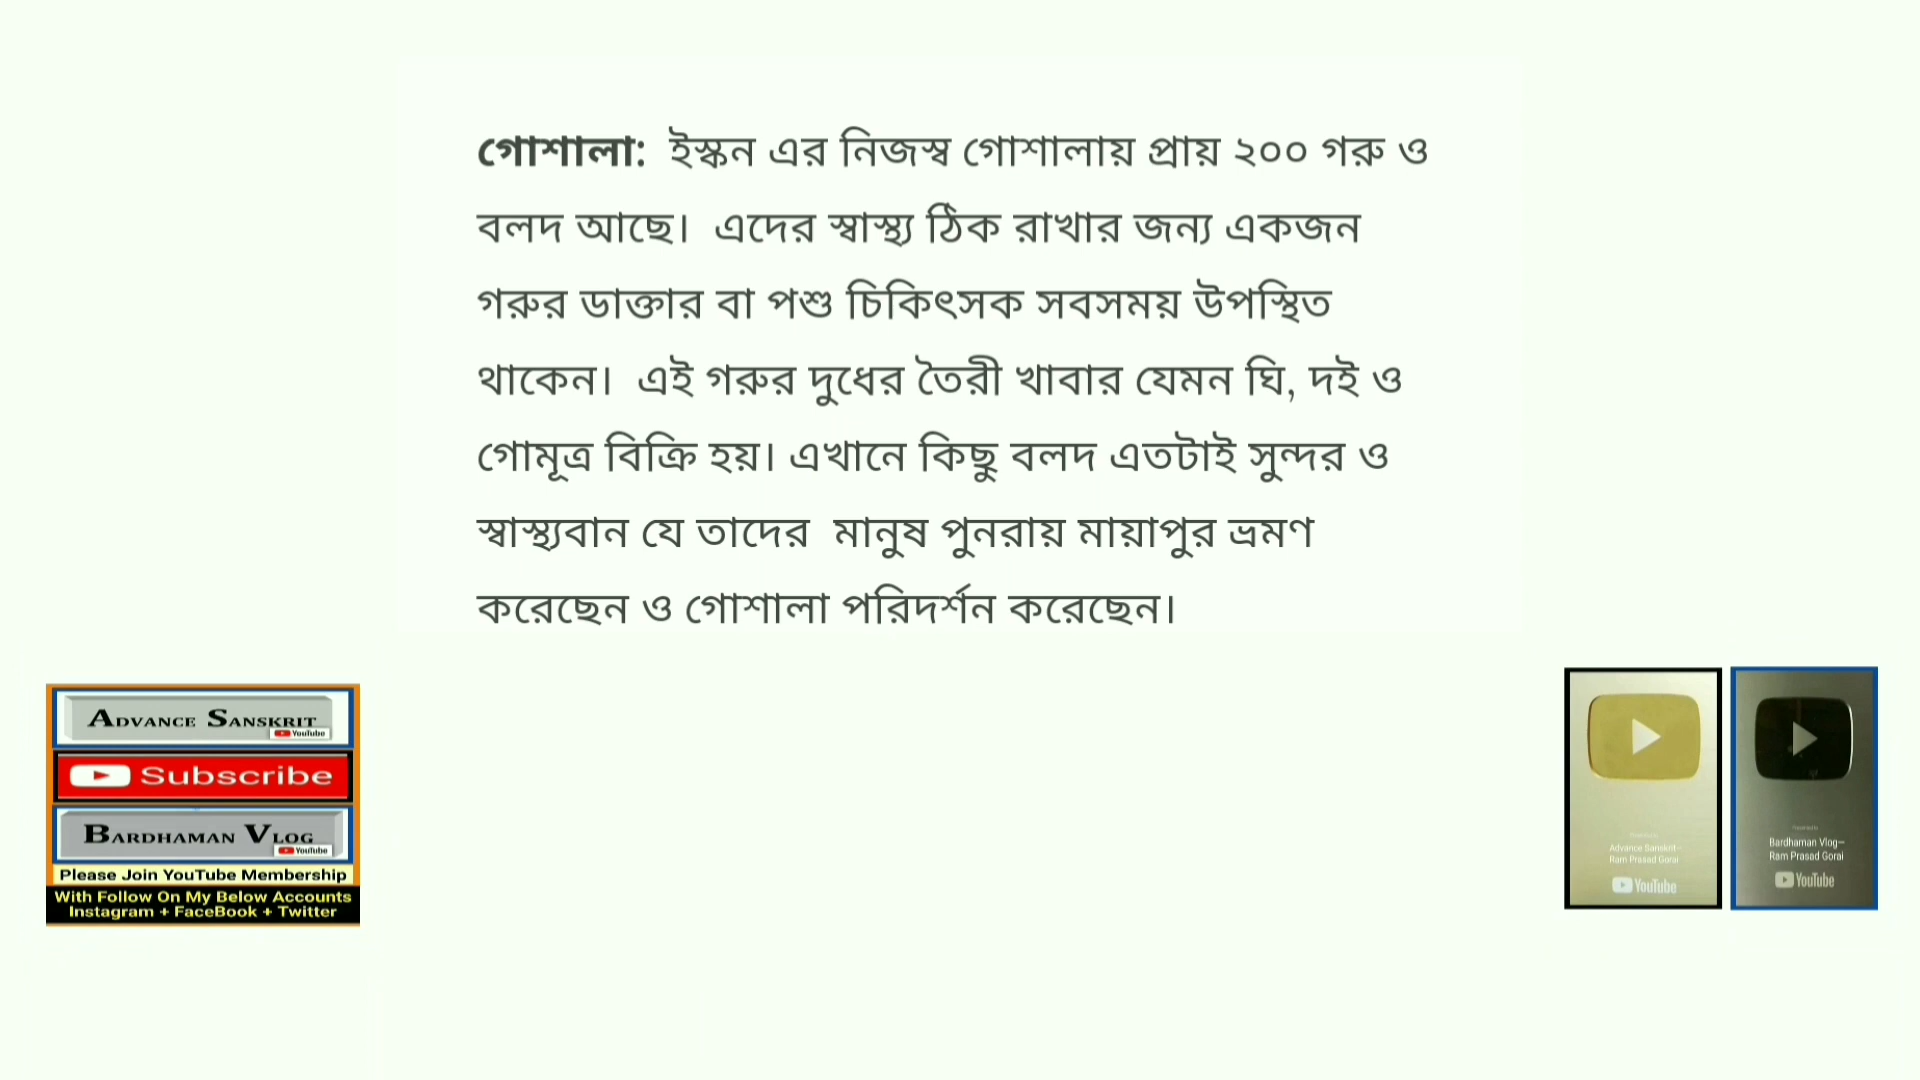 গোশালা: ইস্কন এর নিজস্ব গোশালায় প্রায় ২০০ গরু ও
বলদ আছে। এদের স্বাস্থ্য ঠিক রাখার জন্য একজন
গরুর ডাক্তার বা পশু চিকিৎসক সবসময় উপস্থিত
থাকেন। এই গরুর দুধের তৈরী খাবার যেমন ঘি, দই ও
গোমূত্র বিক্রি হয়। এখানে কিছু বলদ এতটাই সুন্দর ও
স্বাস্থ্যবান যে তাদের মানুষ পুনরায় মায়াপুর ভ্রমণ
করেছেন ও গোশালা পরিদর্শন করেছেন।
ADVANCE SANSKRIT
YouTube
Subscribe
BARDHAMAN VLOG
YouTube
Please Join YouTube Membership
With Follow On My Below Accounts
Instagram + FaceBook + Twitter
Advance Sanskrit–
Ram Prasad Gorai
YouTube
Bardhaman Vlog–
Ram Prasad Gorai
YouTube